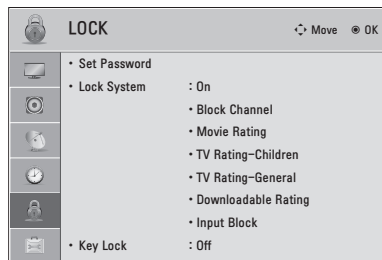 LOCK Move OK
• Set Password
• Lock System : On
• Block Channel
• Movie Rating
• TV Rating-Children
• TV Rating-General
• Downloadable Rating
• Input Block
• Key Lock : Off